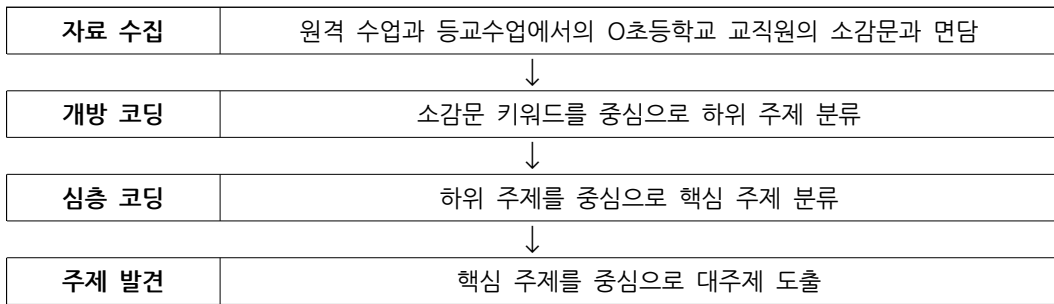 자료 수집 원격 수업과 등교수업에서의 O초등학교 교직원의 소감문과 면담
↓
개방 코딩 소감문 키워드를 중심으로 하위 주제 분류
↓
심층 코딩 하위 주제를 중심으로 핵심 주제 분류
↓
주제 발견 핵심 주제를 중심으로 대주제 도출